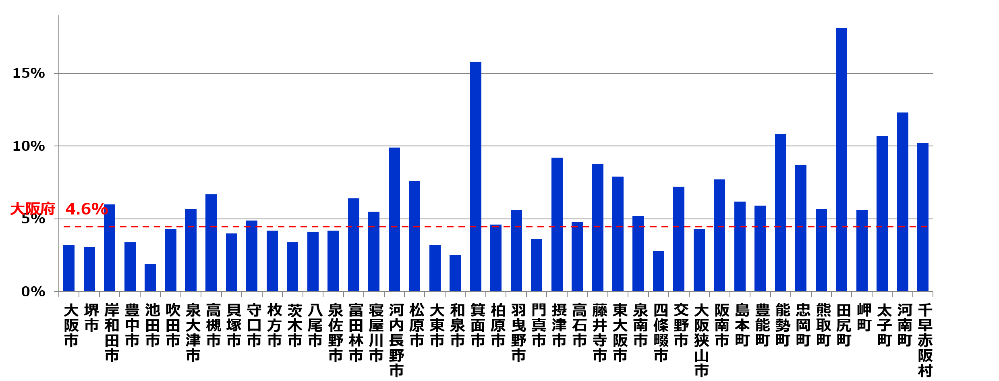 15%
10%
大阪府 4.6%
5%
0%
大阪市
堺市
岸和田市
豊中市
池田市
吹田市
泉大津市
高槻市
貝塚市
守口市
枚方市
茨木市
八尾市
泉佐野市
富田林市
寝屋川市
河内長野市
松原市
大東市
和泉市
箕面市
柏原市
羽曳野市
門真市
摂津市
高石市
藤井寺市
東大阪市
泉南市
四條畷市
交野市
大阪狭山市
阪南市
島本町
豊能町
能勢町
忠岡町
熊取町
田尻町
岬町
太子町
河南町
千早赤阪村